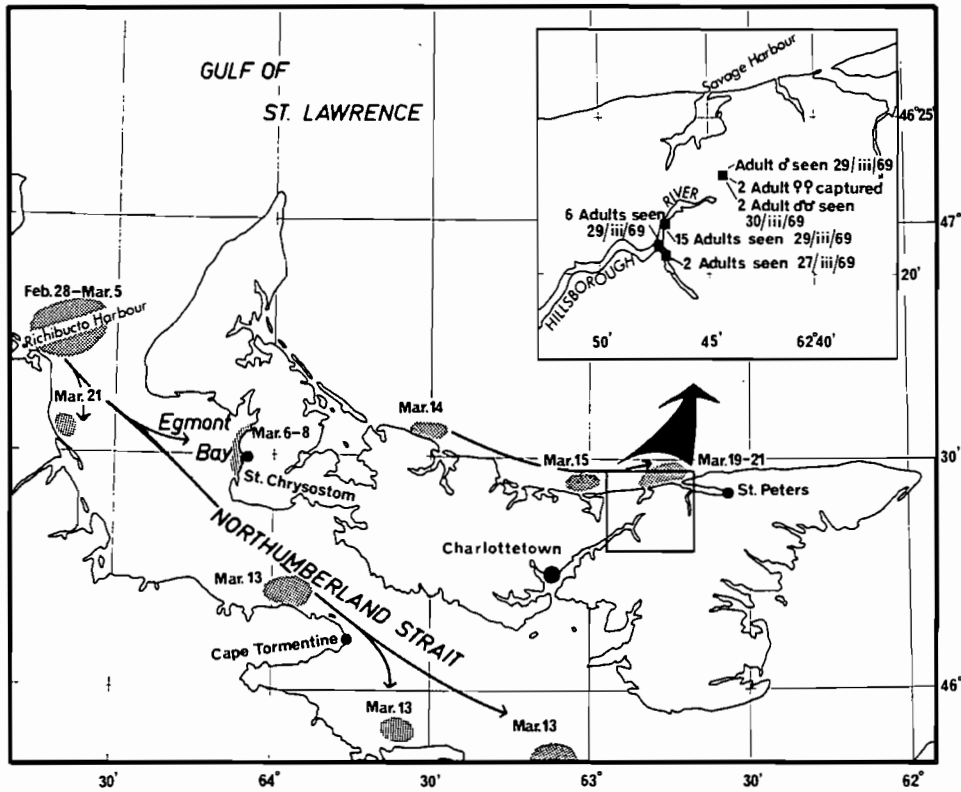 GULF OF
ST. LAWRENCE
Savage Harbour
46°25'
Adult ♂ seen 29/iii/69
2 Adult ♀♀ captured
2 Adult ♂♂ seen
30/iii/69
RIVER
6 Adults seen
29/iii/69
15 Adults seen 29/iii/69
2 Adults seen 27/iii/69
HILLSBOROUGH
20'
50'
45'
62°40'
47°
Feb. 28–Mar. 5
Richibucto Harbour
Mar. 21
Egmont
Bay
Mar. 6–8
St. Chrysostom
Mar. 14
Mar. 15
Mar. 19–21
30'
St. Peters
Charlottetown
NORTHUMBERLAND STRAIT
Mar. 13
Cape Tormentine
46°
Mar. 13
Mar. 13
30'
64°
30'
63°
30'
62°